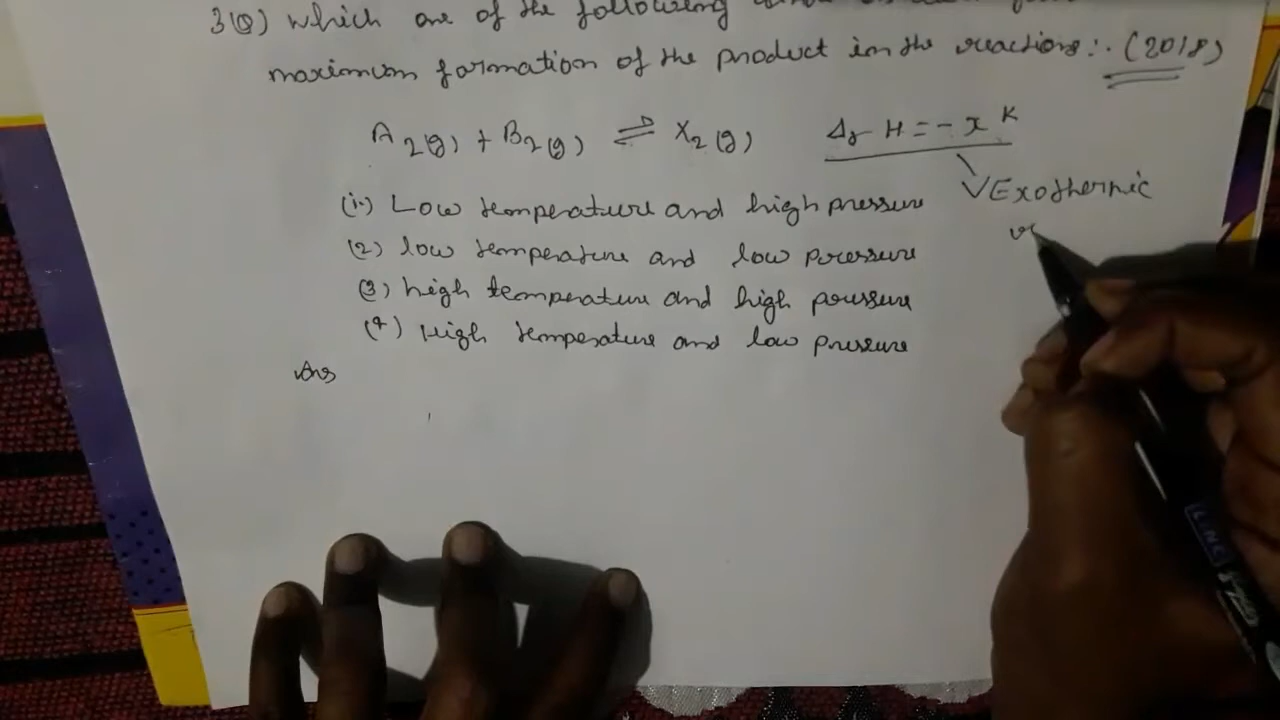 3(Q) which one of the following
maximum formation of the product in the reactions:. (2018)
A2(g) + B2(g) ⇌ X2(g) Δr H = - x K
Exothermic
(1) Low temperature and high pressure
(2) low temperature and low pressure
(3) high temperature and high pressure
(4) High temperature and low pressure
Ans